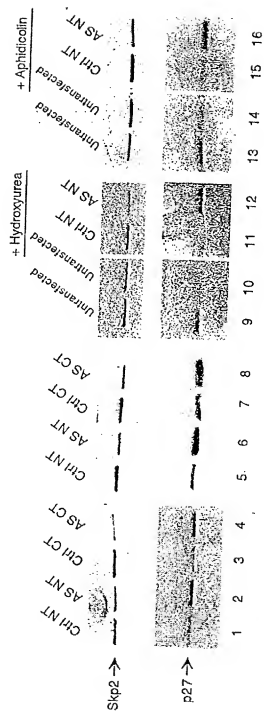 + Hydroxyurea
+ Aphidicolin
Ctrl NT AS NT Ctrl CT AS CT Ctrl NT AS NT Ctrl CT AS CT Untransfected Untransfected Ctrl NT AS NT Untransfected Untransfected Ctrl NT AS NT
Skp2 →
p27 →
1 2 3 4 5 6 7 8 9 10 11 12 13 14 15 16